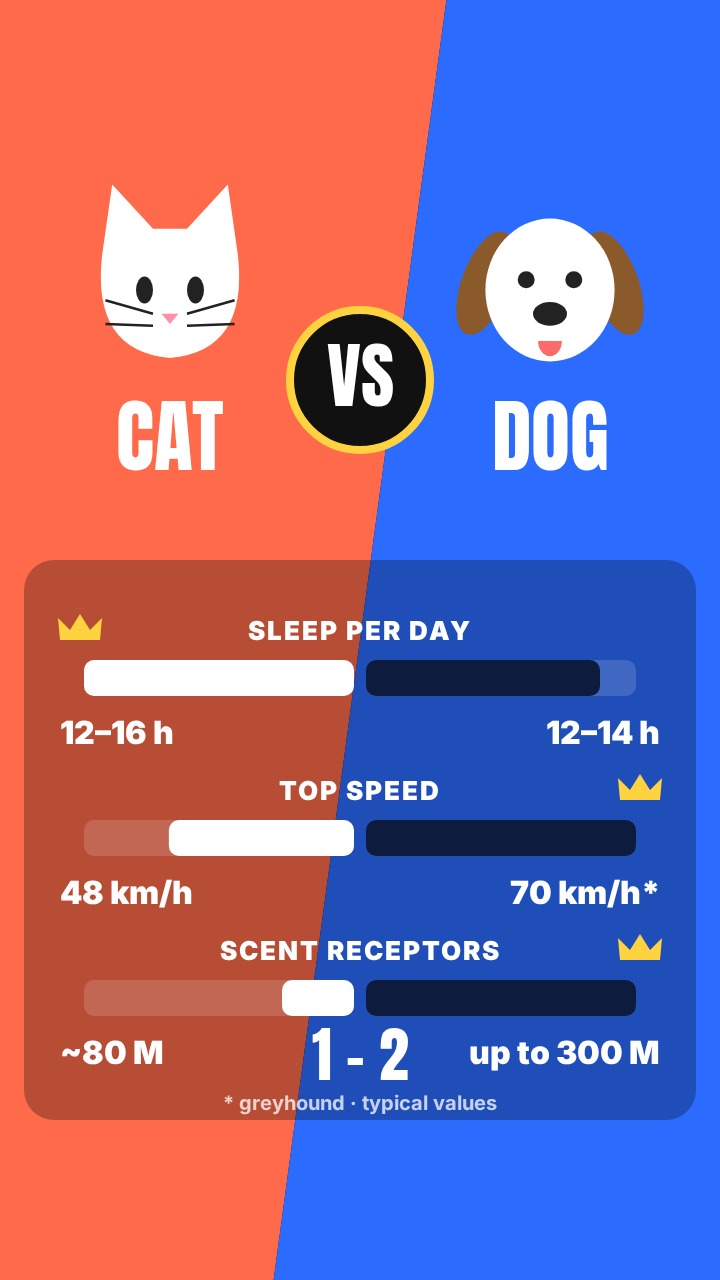 VS
CAT
DOG
SLEEP PER DAY
12–16 h
12–14 h
TOP SPEED
48 km/h
70 km/h*
SCENT RECEPTORS
~80 M
1 - 2
up to 300 M
* greyhound · typical values